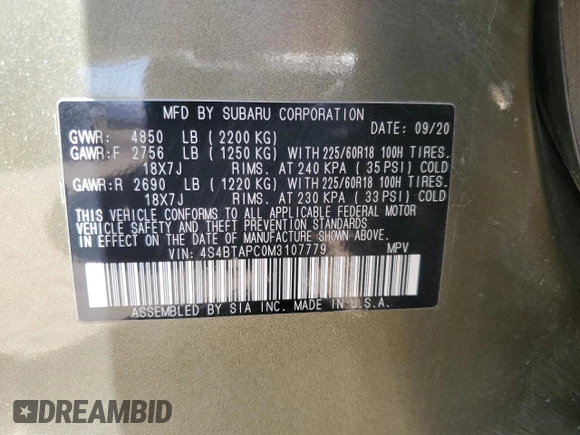 MFD BY SUBARU CORPORATION
GVWR: 4850 LB ( 2200 KG) DATE: 09/20
GAWR:F 2756 LB ( 1250 KG) WITH 225/60R18 100H TIRES.
18X7J RIMS. AT 240 KPA ( 35 PSI) COLD
GAWR:R 2690 LB ( 1220 KG) WITH 225/60R18 100H TIRES.
18X7J RIMS. AT 230 KPA ( 33 PSI) COLD
THIS VEHICLE CONFORMS TO ALL APPLICABLE FEDERAL MOTOR
VEHICLE SAFETY AND THEFT PREVENTION STANDARDS
IN EFFECT ON THE DATE OF MANUFACTURE SHOWN ABOVE.
VIN: 4S4BTAPC0M3107779 MPV
ASSEMBLED BY SIA INC. MADE IN U.S.A.
DREAMBID